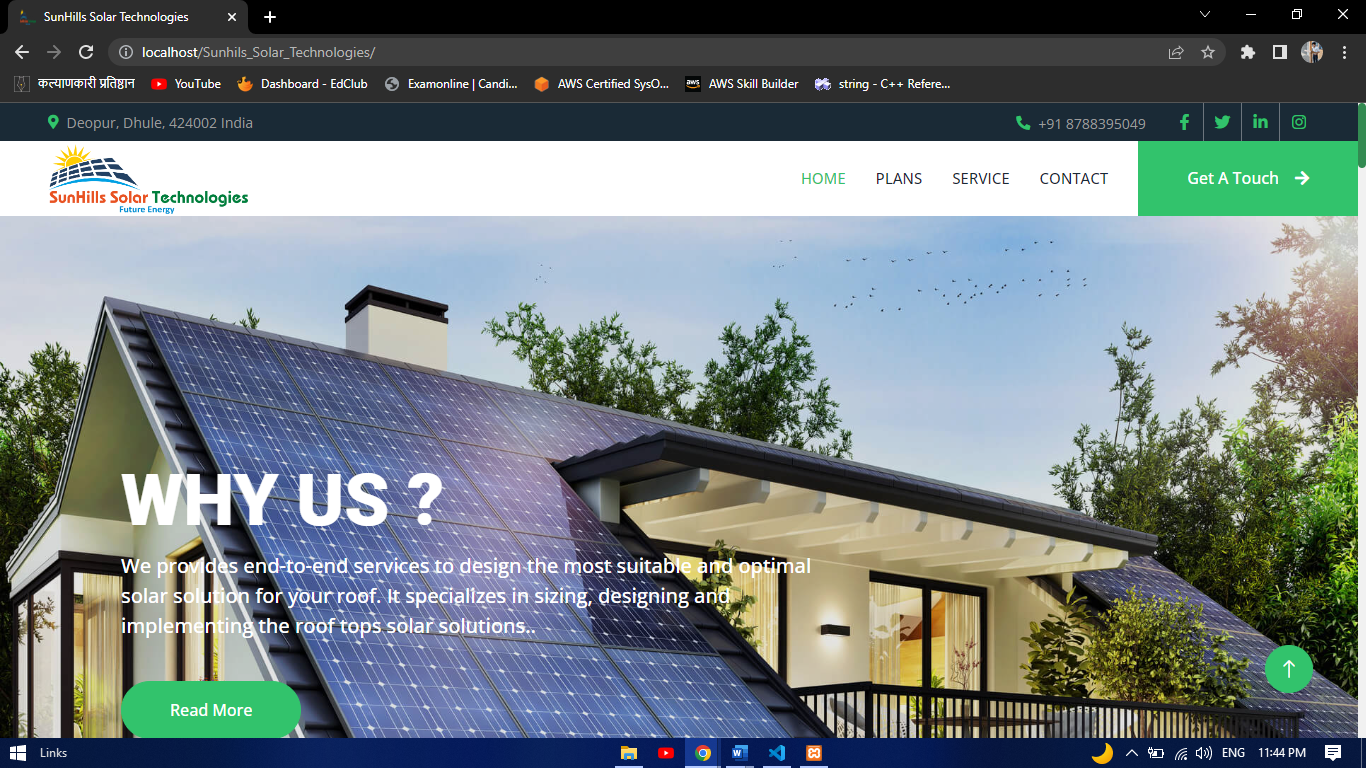 SunHills Solar Technologies
localhost/Sunhils_Solar_Technologies/
कल्याणकारी प्रतिष्ठान YouTube Dashboard - EdClub Examonline | Candi... AWS Certified SysO... aws AWS Skill Builder string - C++ Refere...
Deopur, Dhule, 424002 India +91 8788395049
SunHills Solar Technologies
Future Energy
HOME PLANS SERVICE CONTACT Get A Touch
WHY US ?
We provides end-to-end services to design the most suitable and optimal
solar solution for your roof. It specializes in sizing, designing and
implementing the roof tops solar solutions..
Read More
Links ENG 11:44 PM